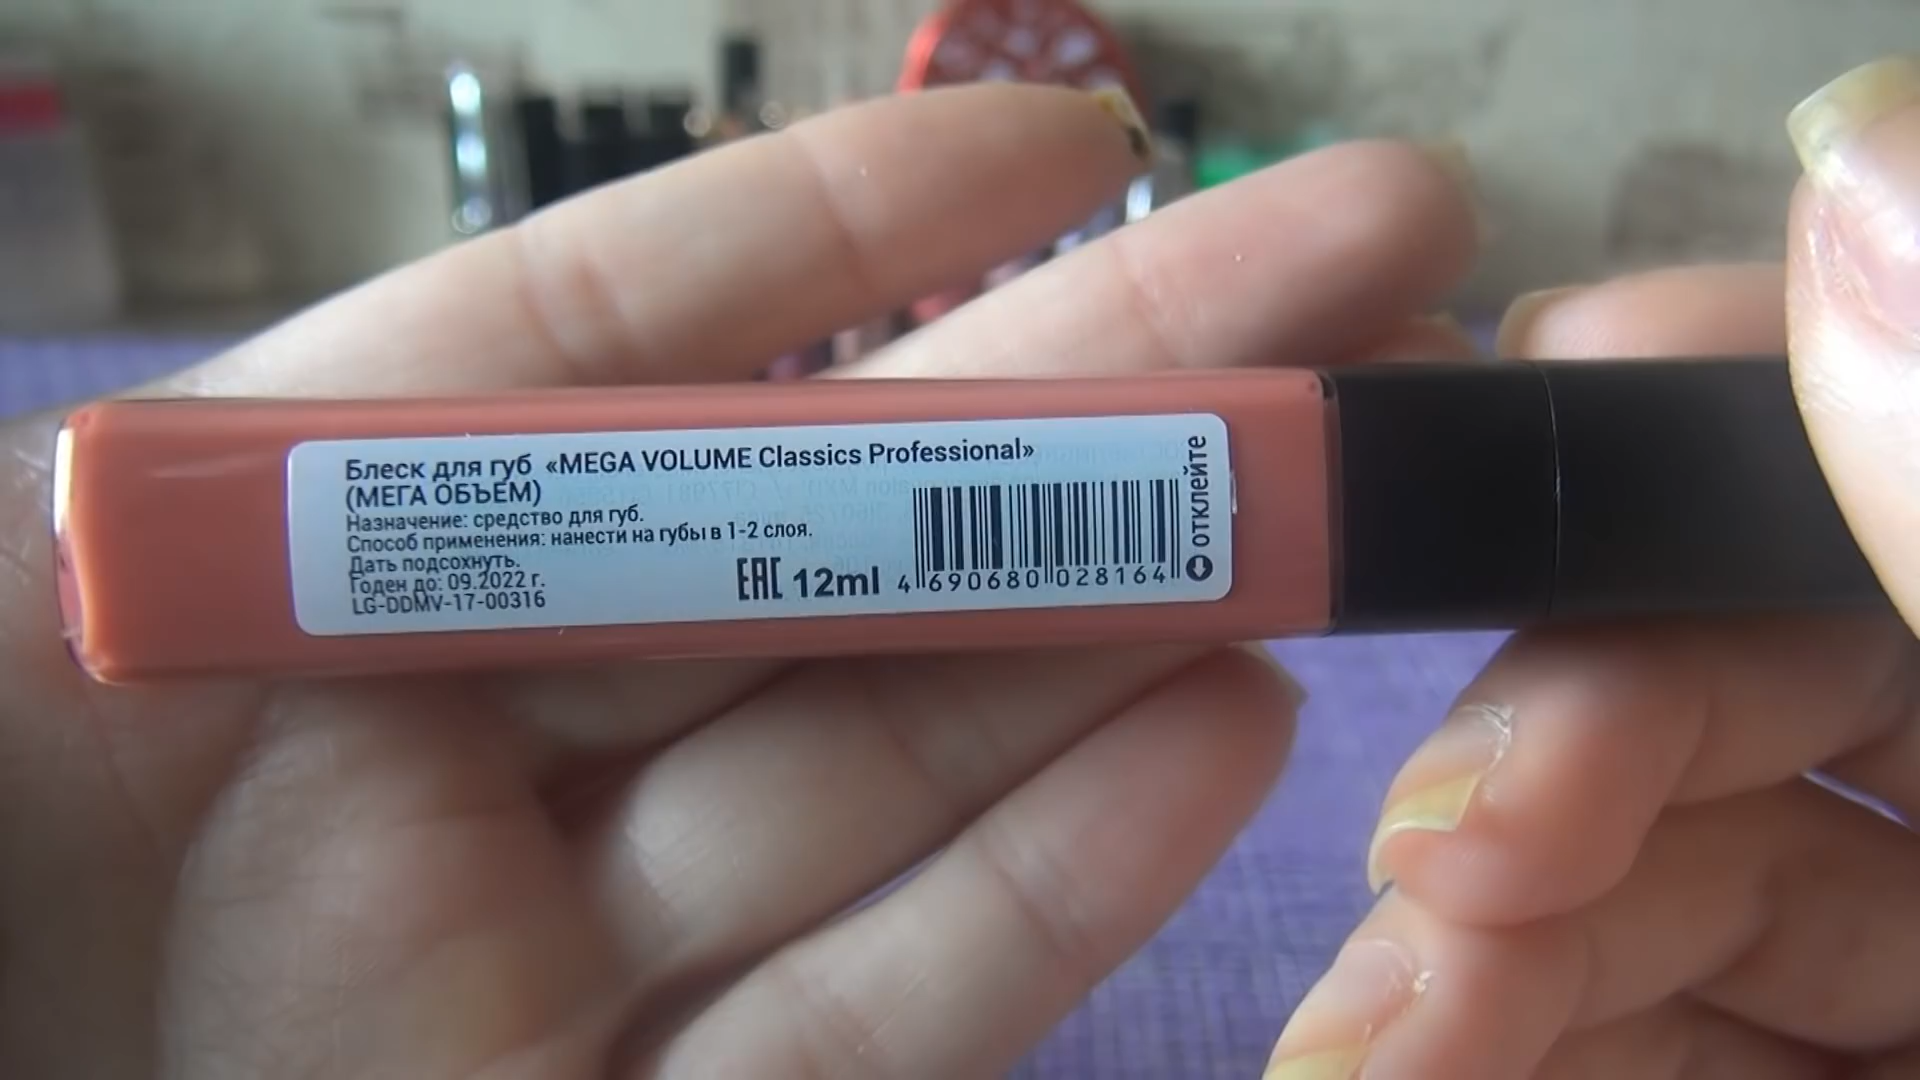 Блеск для губ «MEGA VOLUME Classics Professional»
(МЕГА ОБЪЕМ)
Назначение: средство для губ.
Способ применения: нанести на губы в 1-2 слоя.
Дать подсохнуть.
Годен до: 09.2022 г.
LG-DDMV-17-00316
EAC 12ml
4 690680 028164
отклейте